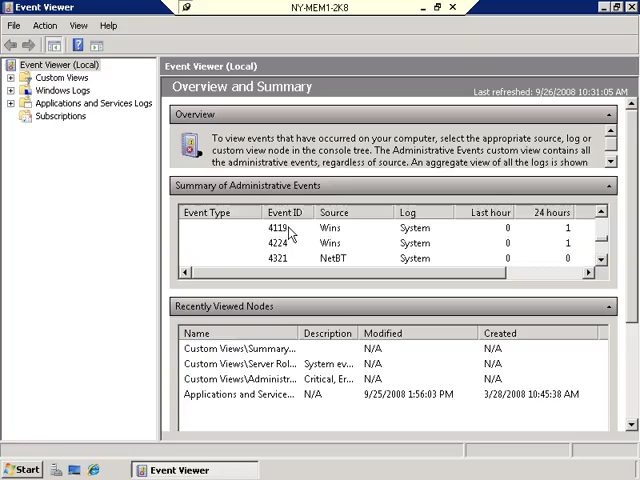 Event Viewer
NY-MEM1-2K8
File Action View Help
Event Viewer (Local)
Custom Views
Windows Logs
Applications and Services Logs
Subscriptions
Event Viewer (Local)
Overview and Summary
Last refreshed: 9/26/2008 10:31:05 AM
Overview
To view events that have occurred on your computer, select the appropriate source, log or
custom view node in the console tree. The Administrative Events custom view contains all
the administrative events, regardless of source. An aggregate view of all the logs is shown
Summary of Administrative Events
Event Type Event ID Source Log Last hour 24 hours
4119 Wins System 0 1
4224 Wins System 0 1
4321 NetBT System 0 0
Recently Viewed Nodes
Name Description Modified Created
Custom Views\Summary... N/A N/A
Custom Views\Server Rol... System ev... N/A N/A
Custom Views\Administr... Critical, Er... N/A N/A
Applications and Service... N/A 9/25/2008 1:56:03 PM 3/28/2008 10:45:38 AM
Start Event Viewer